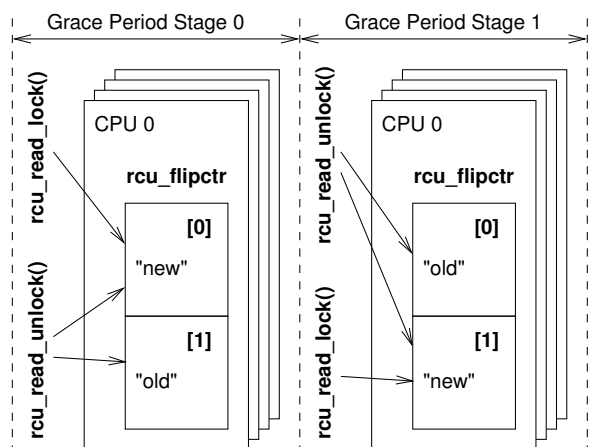 Grace Period Stage 0
Grace Period Stage 1
rcu_read_lock()
rcu_read_unlock()
CPU 0
rcu_flipctr
[0]
"new"
[1]
"old"
rcu_read_unlock()
rcu_read_lock()
CPU 0
rcu_flipctr
[0]
"old"
[1]
"new"